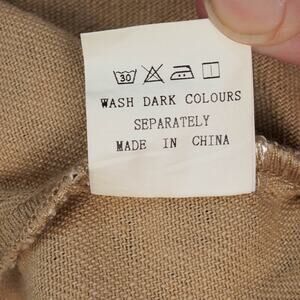 30
WASH DARK COLOURS
SEPARATELY
MADE IN CHINA